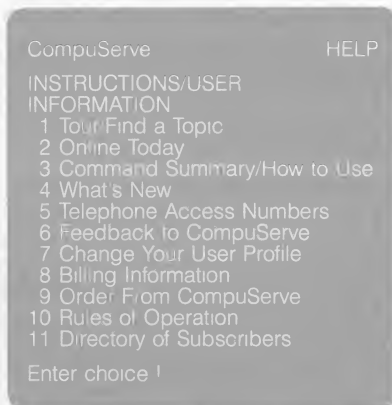 CompuServe HELP
INSTRUCTIONS/USER
INFORMATION
1 Tour/Find a Topic
2 Online Today
3 Command Summary/How to Use
4 What's New
5 Telephone Access Numbers
6 Feedback to CompuServe
7 Change Your User Profile
8 Billing Information
9 Order From CompuServe
10 Rules of Operation
11 Directory of Subscribers
Enter choice !